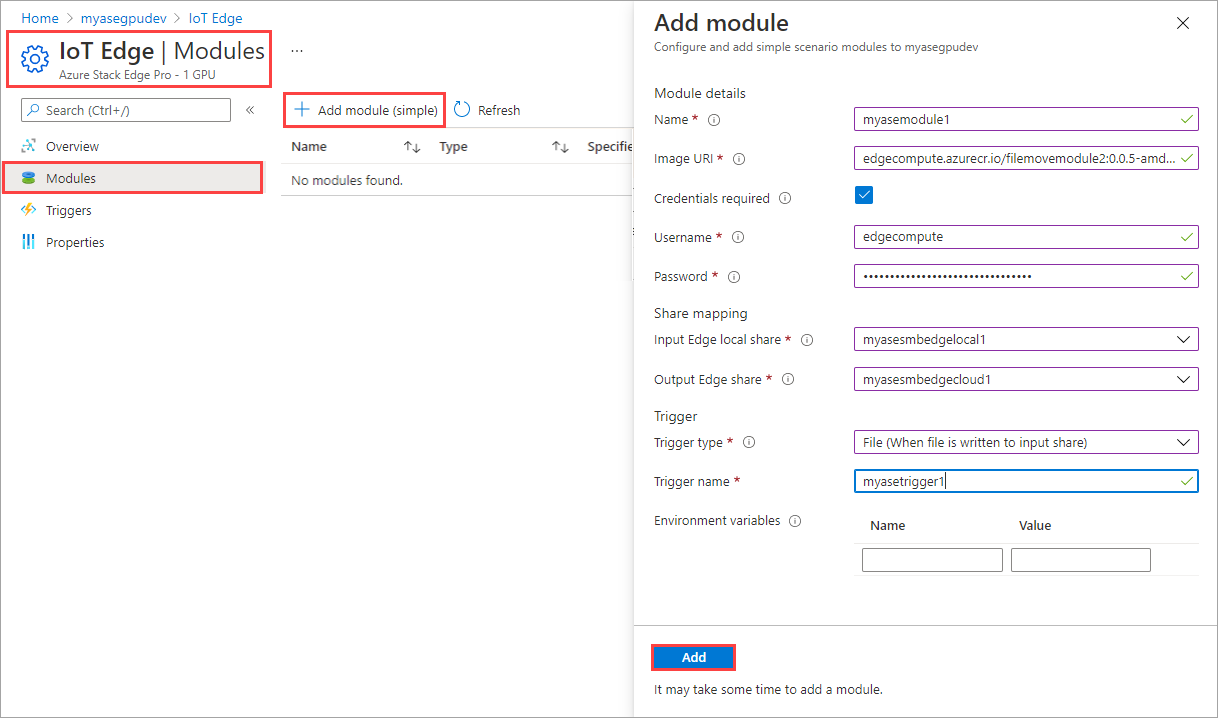 Home > myasegpudev > IoT Edge
IoT Edge | Modules ...
Azure Stack Edge Pro - 1 GPU
Search (Ctrl+/) «
Overview
Modules
Triggers
Properties
Add module (simple) Refresh
Name Type Specifie
No modules found.
Add module
Configure and add simple scenario modules to myasegpudev
Module details
Name * myasemodule1
Image URI * edgecompute.azurecr.io/filemovemodule2:0.0.5-amd...
Credentials required
Username * edgecompute
Password * ••••••••••••••••••••••••••••••••
Share mapping
Input Edge local share * myasesmbedgelocal1
Output Edge share * myasesmbedgecloud1
Trigger
Trigger type * File (When file is written to input share)
Trigger name * myasetrigger1
Environment variables
Name Value
Add
It may take some time to add a module.